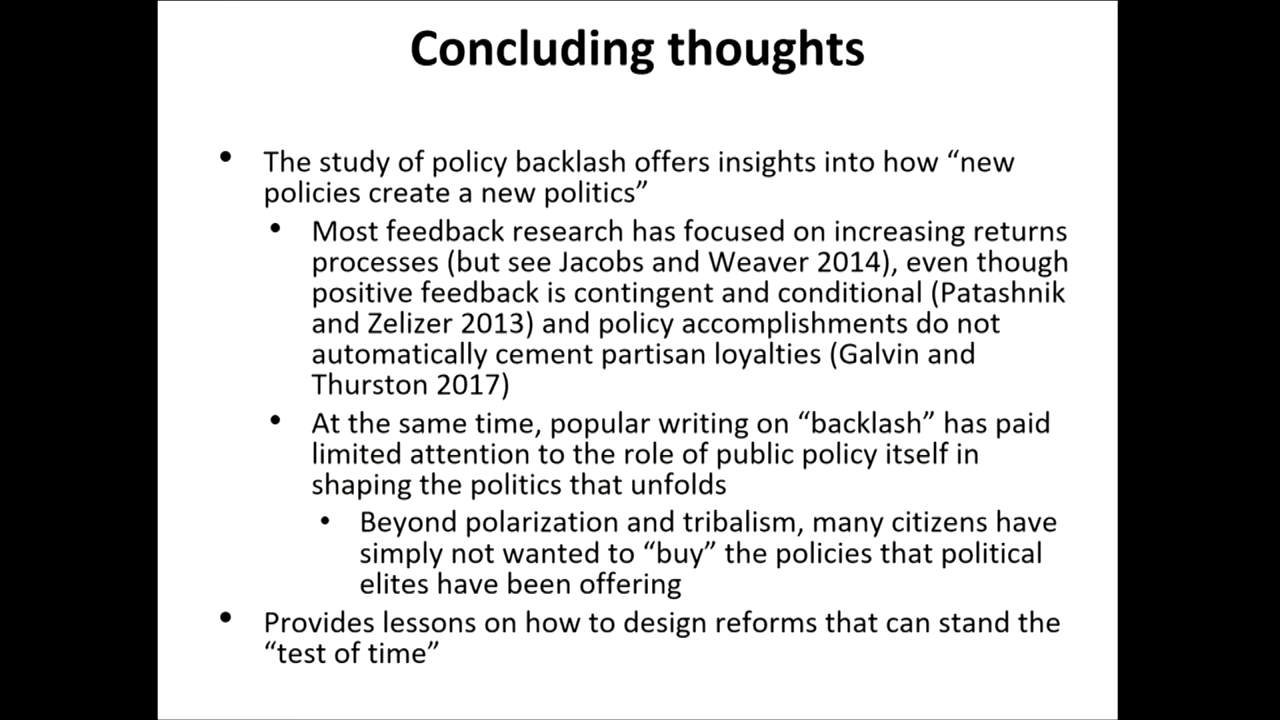 Concluding thoughts
• The study of policy backlash offers insights into how “new
policies create a new politics”
• Most feedback research has focused on increasing returns
processes (but see Jacobs and Weaver 2014), even though
positive feedback is contingent and conditional (Patashnik
and Zelizer 2013) and policy accomplishments do not
automatically cement partisan loyalties (Galvin and
Thurston 2017)
• At the same time, popular writing on “backlash” has paid
limited attention to the role of public policy itself in
shaping the politics that unfolds
• Beyond polarization and tribalism, many citizens have
simply not wanted to “buy” the policies that political
elites have been offering
• Provides lessons on how to design reforms that can stand the
“test of time”